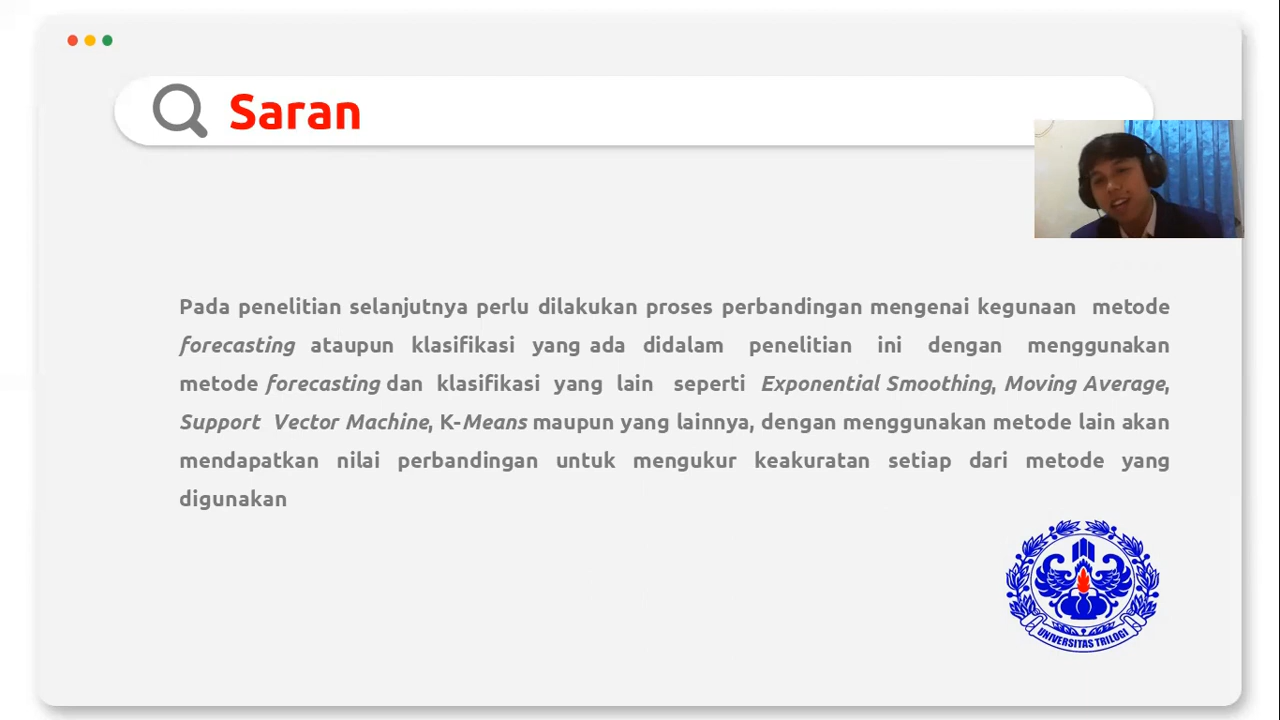 Saran
Pada penelitian selanjutnya perlu dilakukan proses perbandingan mengenai kegunaan metode
forecasting ataupun klasifikasi yang ada didalam penelitian ini dengan menggunakan
metode forecasting dan klasifikasi yang lain seperti Exponential Smoothing, Moving Average,
Support Vector Machine, K-Means maupun yang lainnya, dengan menggunakan metode lain akan
mendapatkan nilai perbandingan untuk mengukur keakuratan setiap dari metode yang
digunakan
UNIVERSITAS TRILOGI